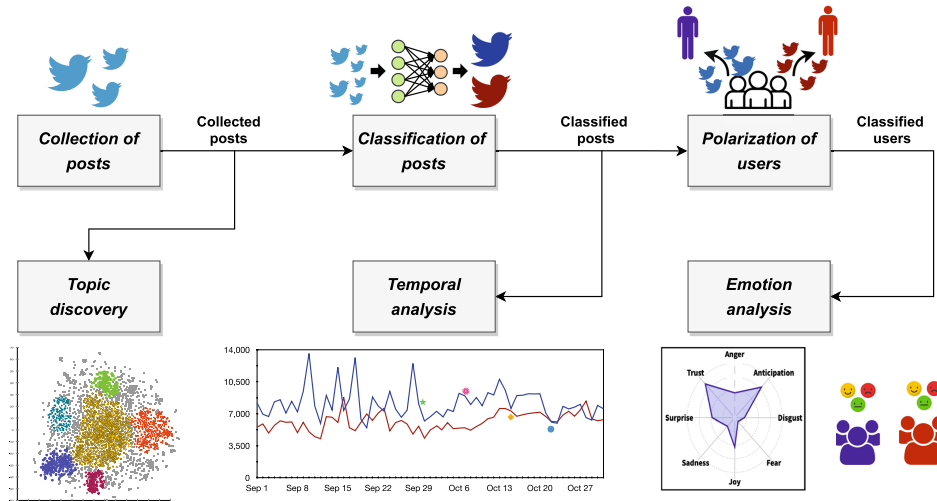 Collection of
posts
Collected
posts
Classification of
posts
Classified
posts
Polarization of
users
Classified
users
Topic
discovery
Temporal
analysis
Emotion
analysis
14,000
10,500
7,000
3,500
0
Sep 1
Sep 8
Sep 15
Sep 22
Sep 29
Oct 6
Oct 13
Oct 20
Oct 27
Anger
Trust
Anticipation
Surprise
Disgust
Sadness
Fear
Joy